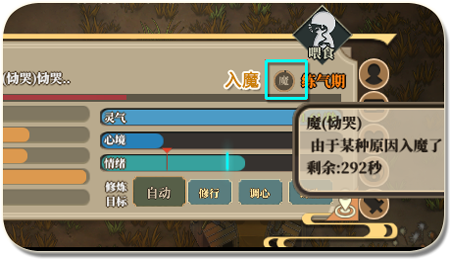 喂食
(恸哭)恸哭..
入魔
魔
练气期
灵气
心境
情绪
魔(恸哭)
由于某种原因入魔了
剩余:292秒
修炼
目标
自动
修行
调心